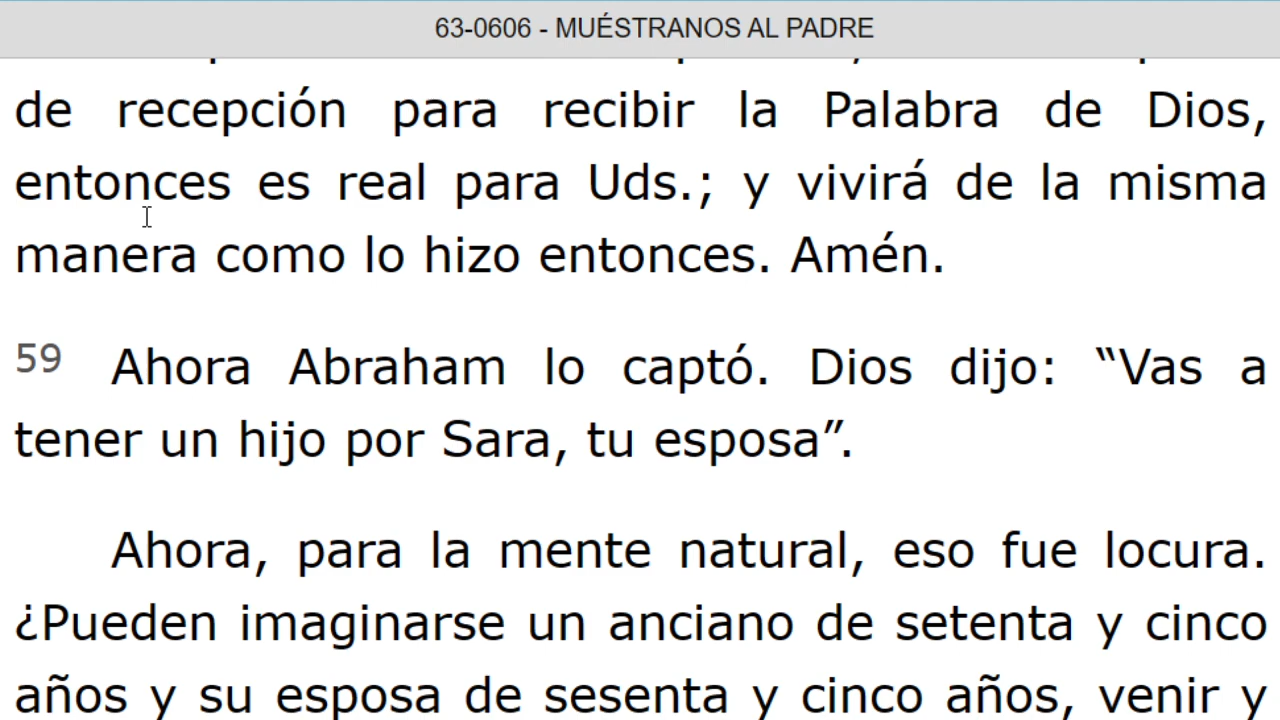 63-0606 - MUÉSTRANOS AL PADRE
de recepción para recibir la Palabra de Dios,
entonces es real para Uds.; y vivirá de la misma
manera como lo hizo entonces. Amén.
59 Ahora Abraham lo captó. Dios dijo: “Vas a
tener un hijo por Sara, tu esposa”.
Ahora, para la mente natural, eso fue locura.
¿Pueden imaginarse un anciano de setenta y cinco
años y su esposa de sesenta y cinco años, venir y